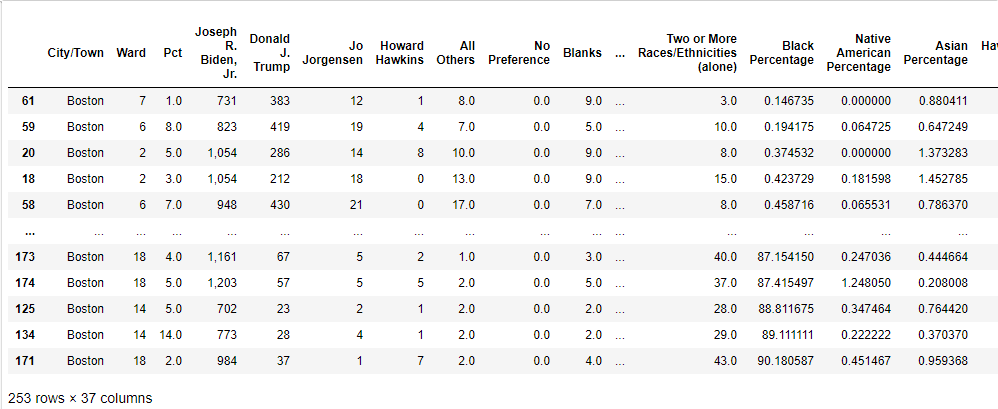 City/Town Ward Pct Joseph R. Biden, Jr. Donald J. Trump Jo Jorgensen Howard Hawkins All Others No Preference Blanks ... Two or More Races/Ethnicities (alone) Black Percentage Native American Percentage Asian Percentage Hav
61 Boston 7 1.0 731 383 12 1 8.0 0.0 9.0 ... 3.0 0.146735 0.000000 0.880411
59 Boston 6 8.0 823 419 19 4 7.0 0.0 5.0 ... 10.0 0.194175 0.064725 0.647249
20 Boston 2 5.0 1,054 286 14 8 10.0 0.0 9.0 ... 8.0 0.374532 0.000000 1.373283
18 Boston 2 3.0 1,054 212 18 0 13.0 0.0 9.0 ... 15.0 0.423729 0.181598 1.452785
58 Boston 6 7.0 948 430 21 0 17.0 0.0 7.0 ... 8.0 0.458716 0.065531 0.786370
... ... ... ... ... ... ... ... ... ... ... ... ... ... ... ...
173 Boston 18 4.0 1,161 67 5 2 1.0 0.0 3.0 ... 40.0 87.154150 0.247036 0.444664
174 Boston 18 5.0 1,203 57 5 5 2.0 0.0 5.0 ... 37.0 87.415497 1.248050 0.208008
125 Boston 14 5.0 702 23 2 1 2.0 0.0 2.0 ... 28.0 88.811675 0.347464 0.764420
134 Boston 14 14.0 773 28 4 1 2.0 0.0 2.0 ... 29.0 89.111111 0.222222 0.370370
171 Boston 18 2.0 984 37 1 7 2.0 0.0 4.0 ... 43.0 90.180587 0.451467 0.959368
253 rows × 37 columns